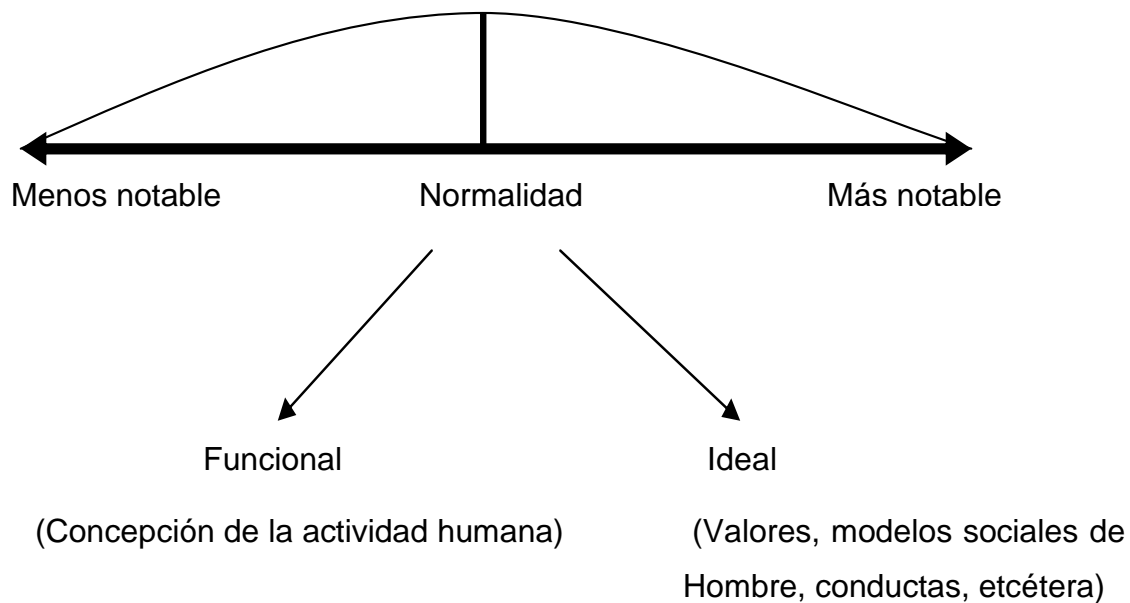 Menos notable Normalidad Más notable
Funcional Ideal
(Concepción de la actividad humana) (Valores, modelos sociales de
Hombre, conductas, etcétera)